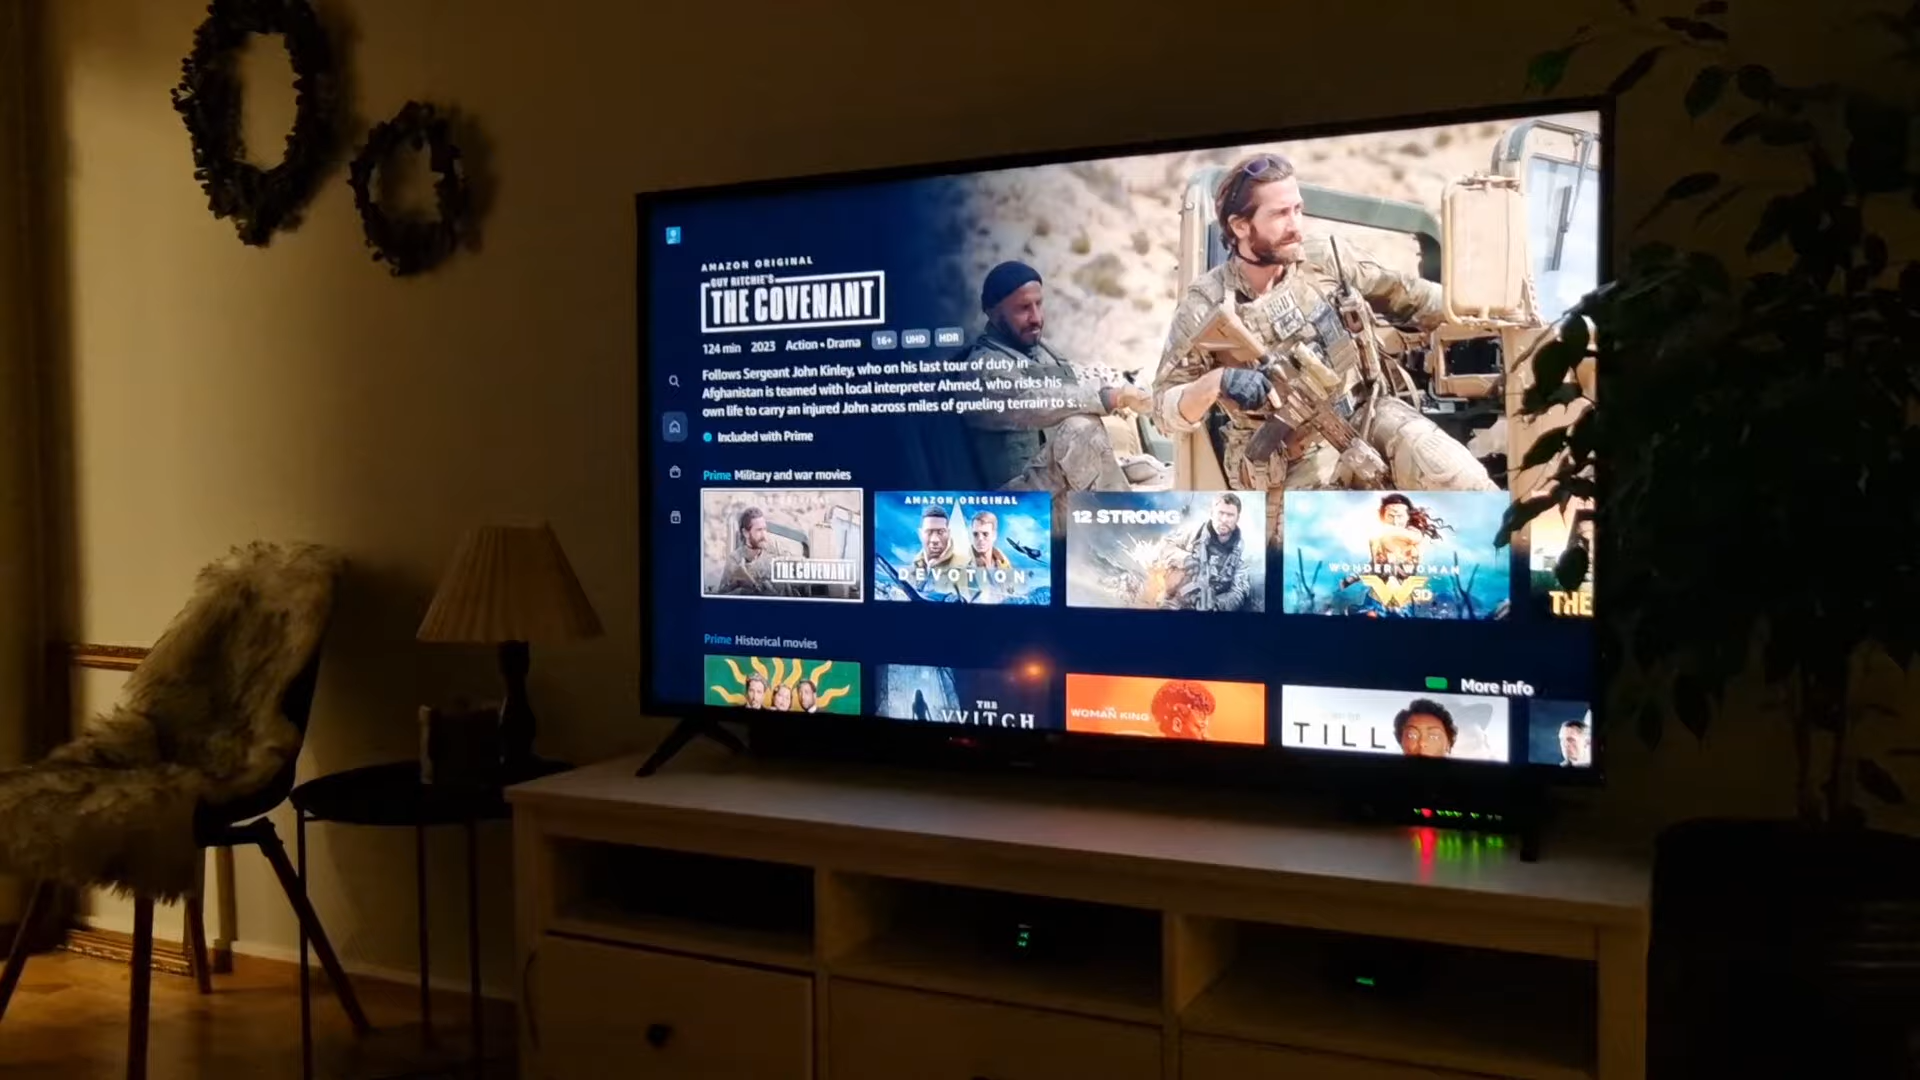 AMAZON ORIGINAL
GUY RITCHIE'S
THE COVENANT
124 min 2023 Action • Drama 16+ UHD HDR
Follows Sergeant John Kinley, who on his last tour of duty in
Afghanistan is teamed with local interpreter Ahmed, who risks his
own life to carry an injured John across miles of grueling terrain to s...
Included with Prime
Prime Military and war movies
THE COVENANT
AMAZON ORIGINAL
DEVOTION
12 STRONG
WONDER WOMAN
3D
THE
Prime Historical movies
More info
THE
VVITCH
WOMAN KING
TILL